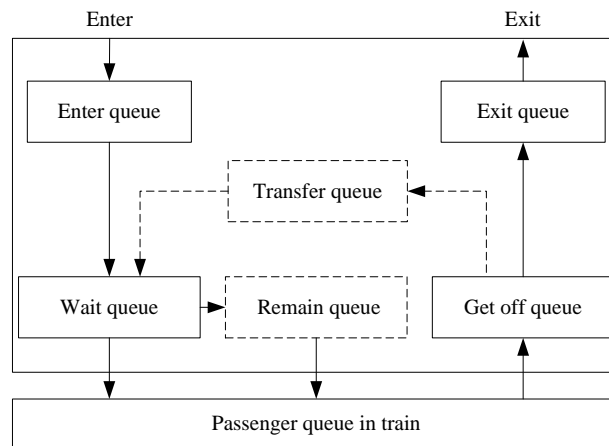 Enter
Exit
Enter queue
Exit queue
Transfer queue
Wait queue
Remain queue
Get off queue
Passenger queue in train